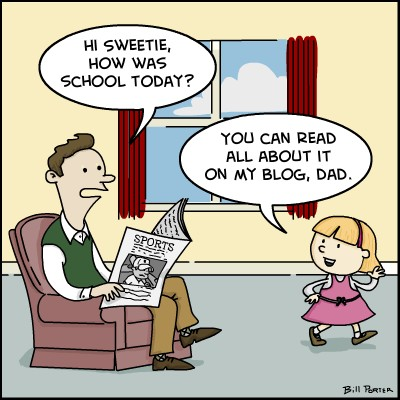 HI SWEETIE,
HOW WAS
SCHOOL TODAY?
YOU CAN READ
ALL ABOUT IT
ON MY BLOG, DAD.
SPORTS
Bill Porter